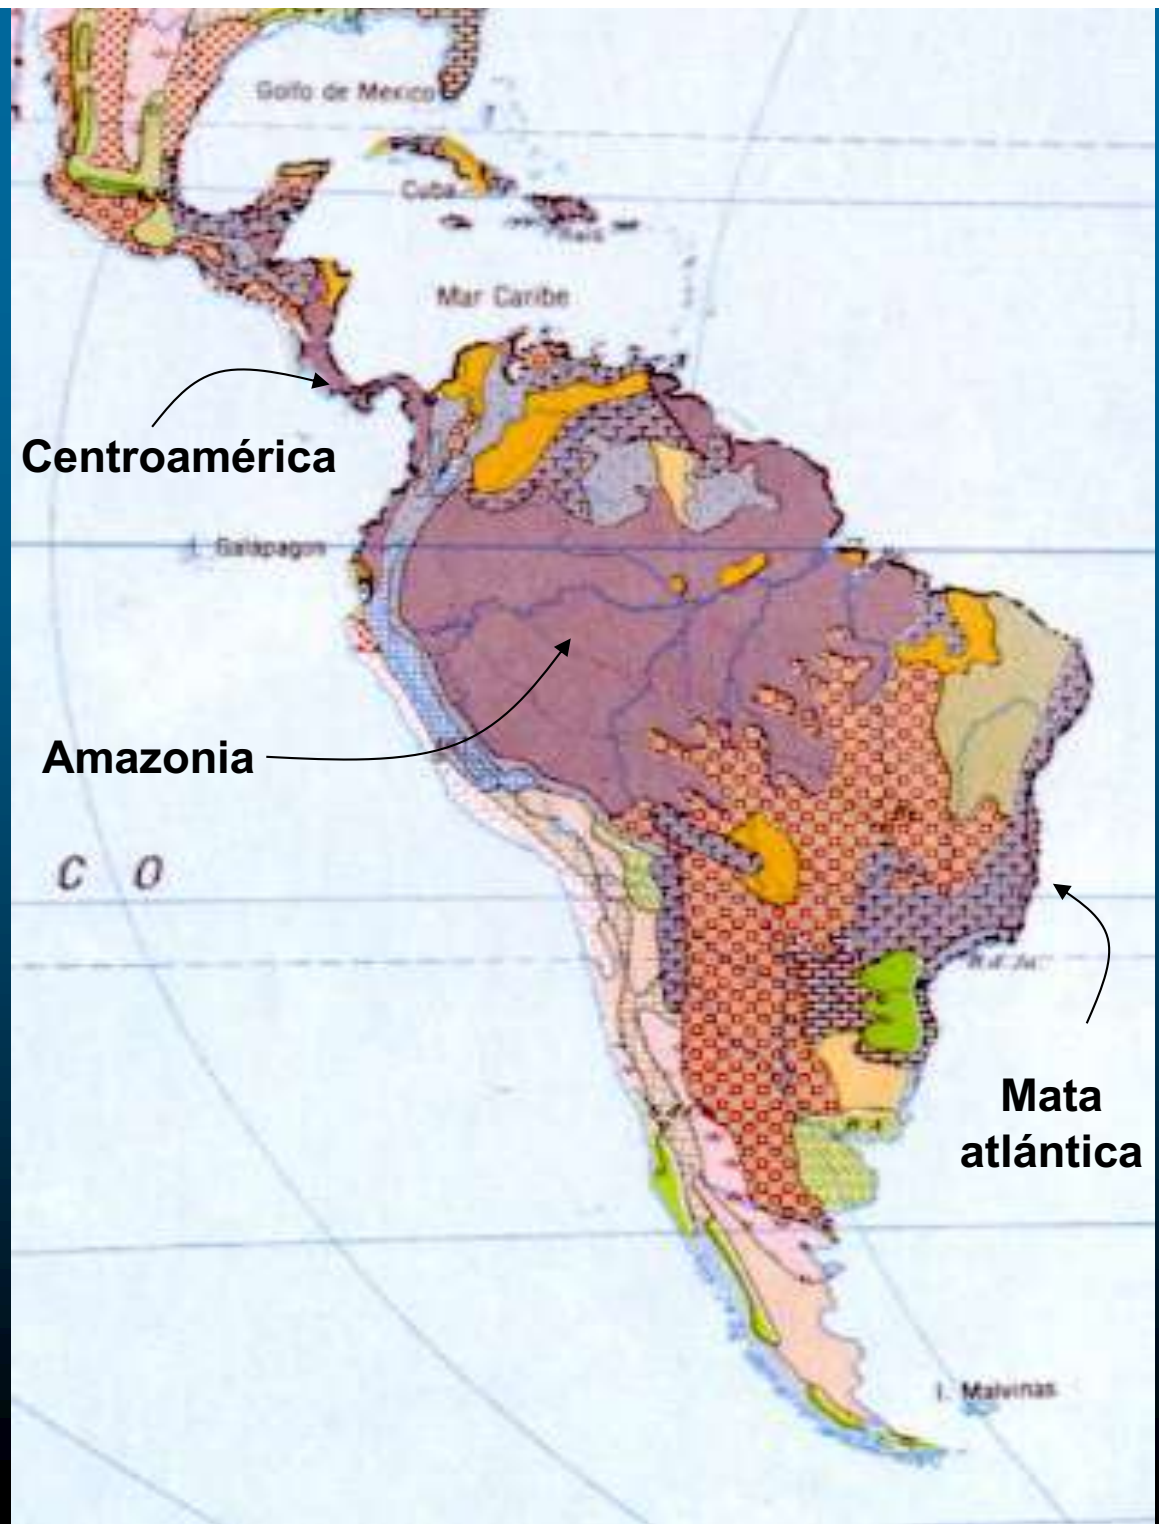 Golfo de Mexico
Cuba
Mar Caribe
Centroamérica
I. Galápagos
Amazonia
C O
Mata
atlántica
I. Malvinas